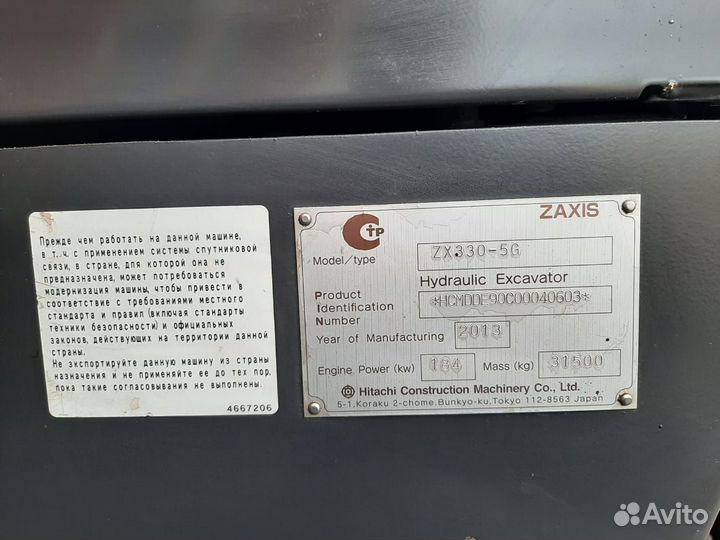 Прежде чем работать на данной машине,
в т. ч. с применением системы спутниковой
связи, в стране, для которой она не
предназначена, может потребоваться
модернизация машины, чтобы привести в
соответствие с требованиями местного
стандарта и правил (включая стандарты
техники безопасности) и официальных
законов, действующих на территории данной
страны.
Не экспортируйте данную машину из страны
назначения и не применяйте ее до тех пор,
пока такие согласования не выполнены.
4667206
ZAXIS
CTP
Model/type ZX330-5G
Hydraulic Excavator
Product
Identification *HCMDDE90C00040603*
Number
Year of Manufacturing 2013
Engine Power (kw) 184 Mass (kg) 31500
Hitachi Construction Machinery Co., Ltd.
5-1, Koraku 2-chome, Bunkyo-ku, Tokyo 112-8563 Japan
Avito